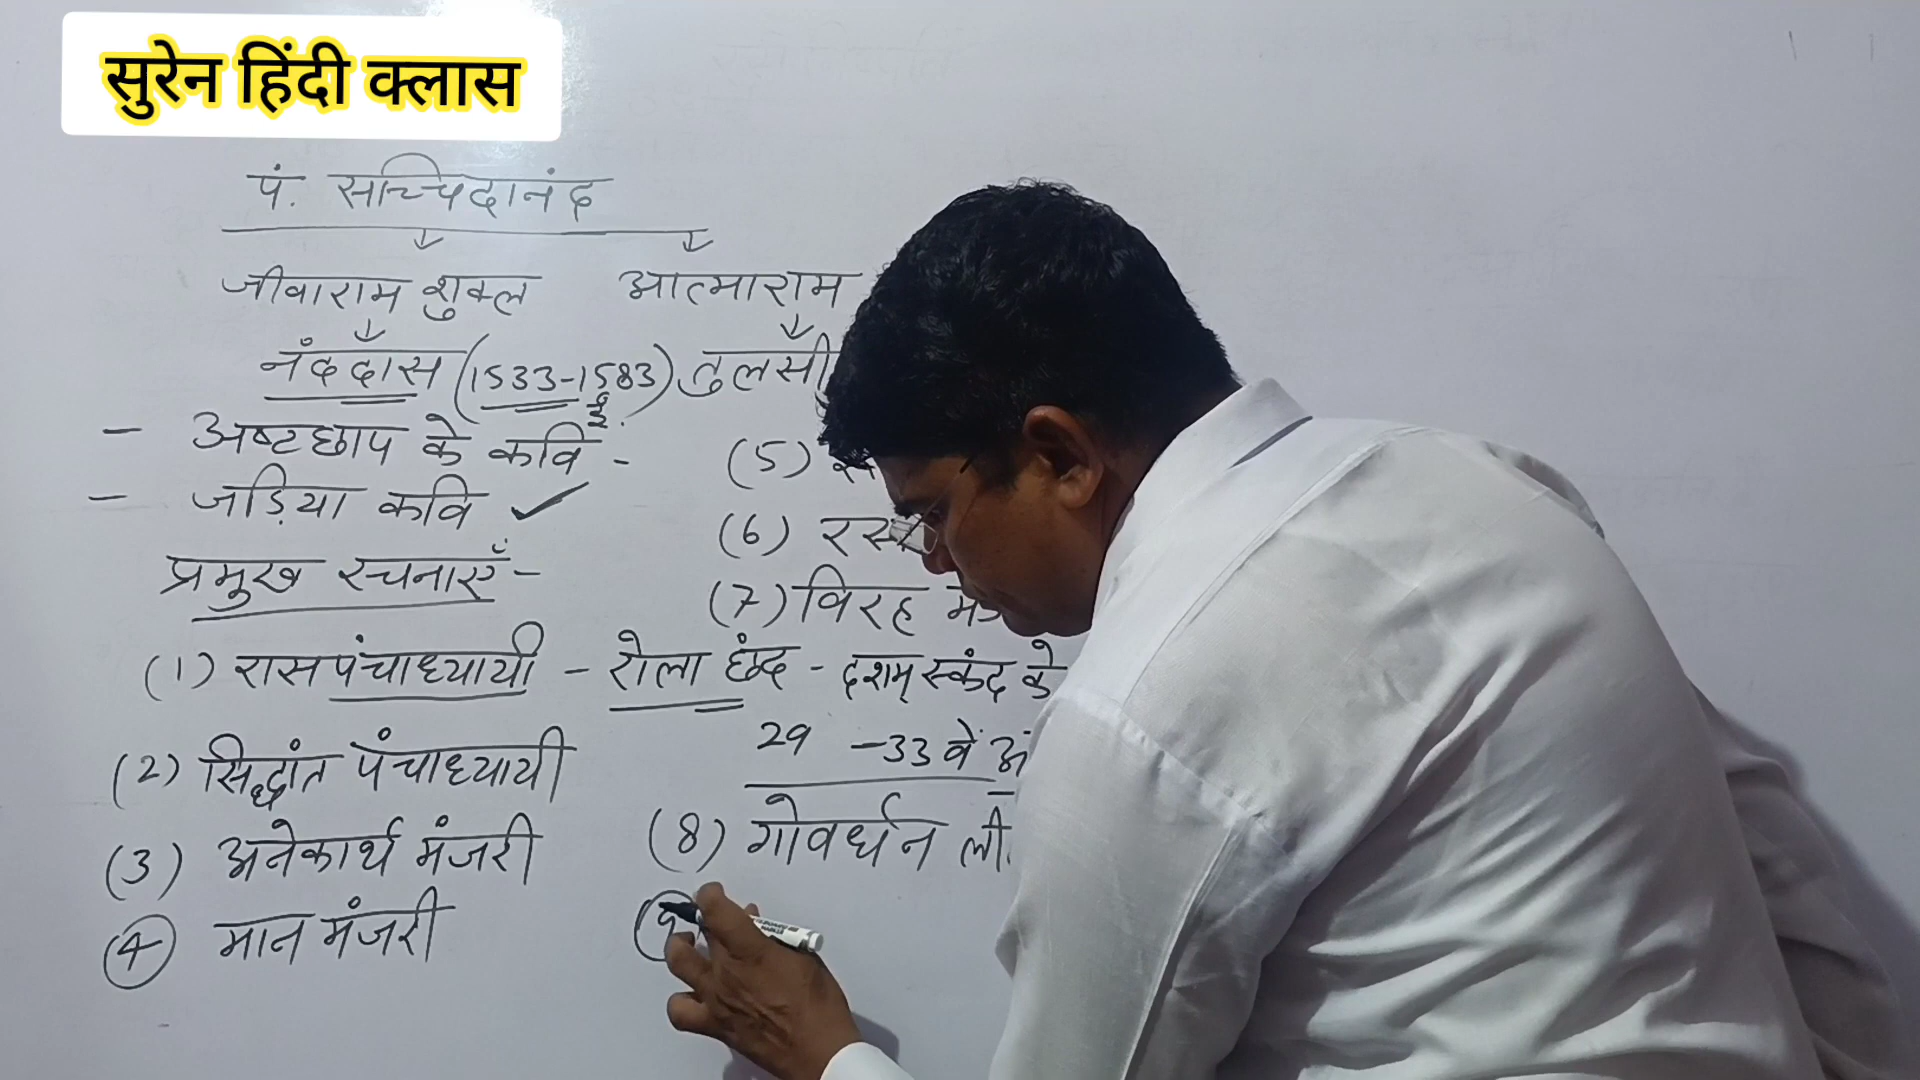 सुरेन हिंदी क्लास
पं. सच्चिदानंद
जीवाराम शुक्ल आत्माराम
नंददास (1533-1583) तुलसी
ई.
- अष्टछाप के कवि -
- जड़िया कवि ✓
प्रमुख रचनाएँ -
(1) रासपंचाध्यायी - रोला छंद - दशम् स्कंद के
29 -33 वें
(2) सिद्धांत पंचाध्यायी
(3) अनेकार्थ मंजरी
(4) मान मंजरी
(5)
(6)
(7) विरह
(8) गोवर्धन